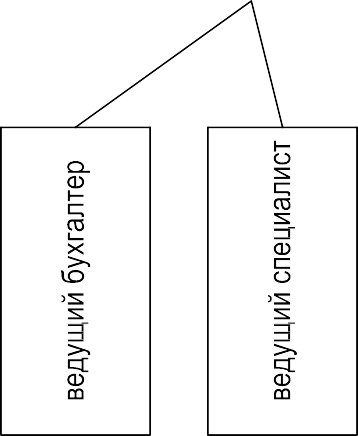 ведущий бухгалтер
ведущий специалист